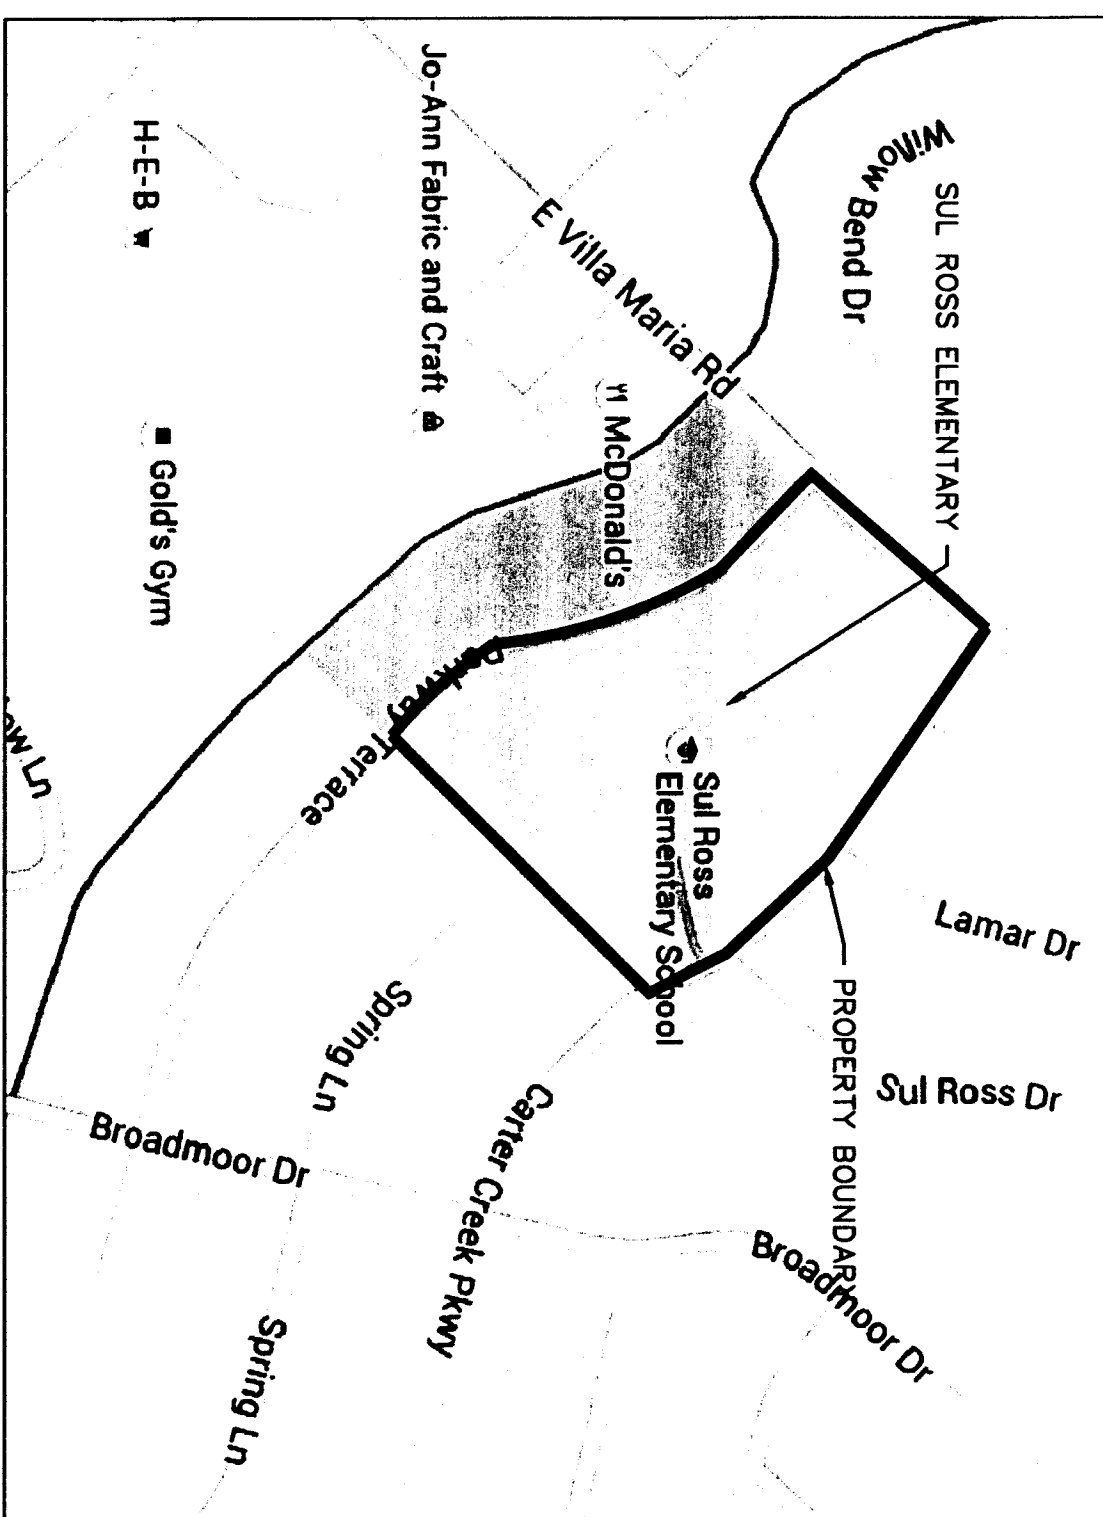 Willow Bend Dr
SUL ROSS ELEMENTARY
E Villa Maria Rd
Jo-Ann Fabric and Craft
H-E-B
McDonald's
Gold's Gym
Parkway Terrace
Sul Ross
Elementary School
Lamar Dr
PROPERTY BOUNDARY
Sul Ross Dr
Spring Ln
Carter Creek Pkwy
Broadmoor Dr
Broadmoor Dr
Spring Ln
Ln